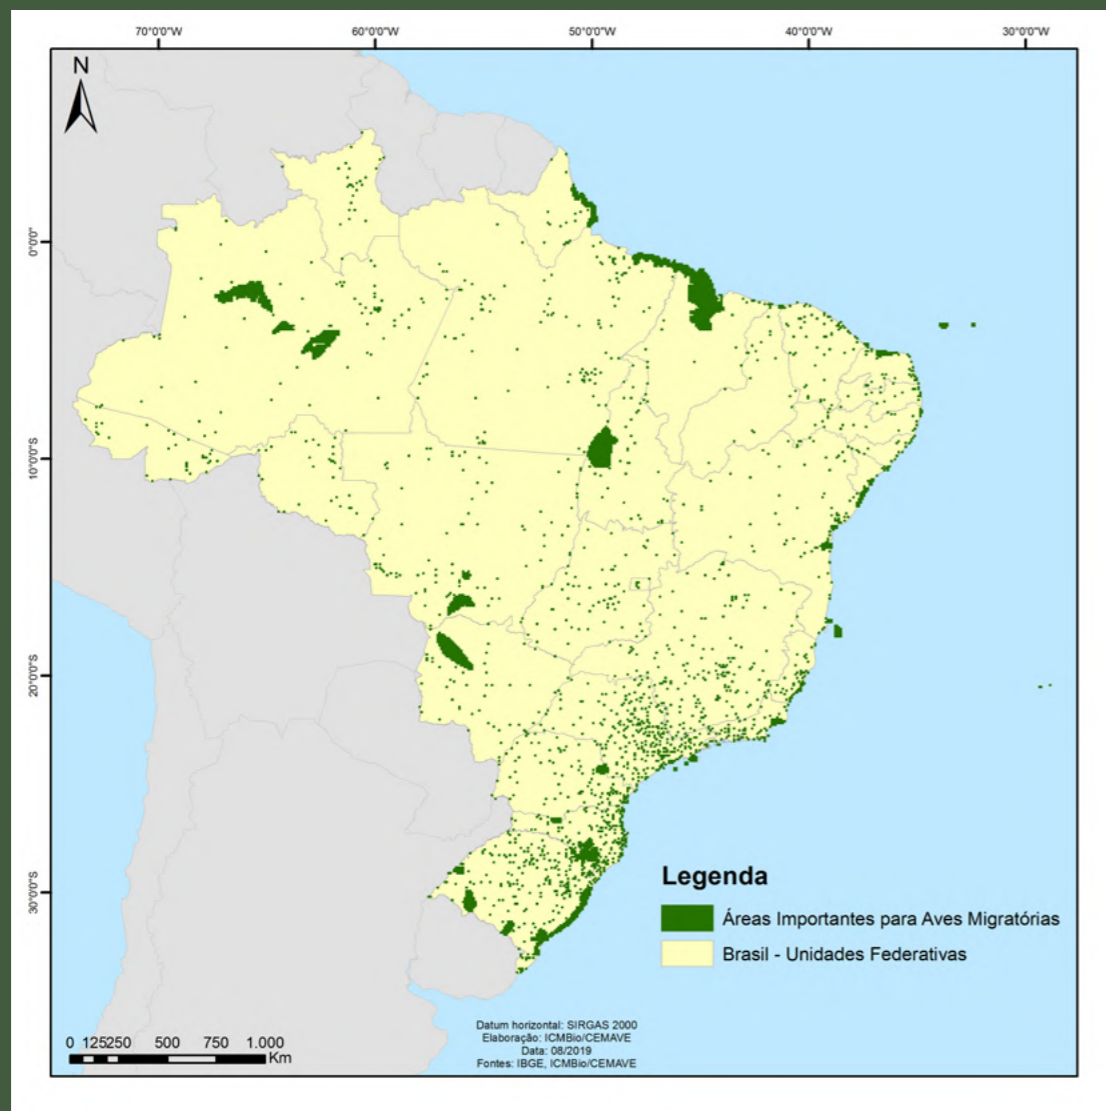 70°0'0"W 60°0'0"W 50°0'0"W 40°0'0"W 30°0'0"W
N
0°0'0"
10°0'0"S
20°0'0"S
30°0'0"S
Legenda
Áreas Importantes para Aves Migratórias
Brasil - Unidades Federativas
Datum horizontal: SIRGAS 2000
Elaboração: ICMBio/CEMAVE
Data: 08/2019
Fontes: IBGE, ICMBio/CEMAVE
0 125250 500 750 1.000
Km